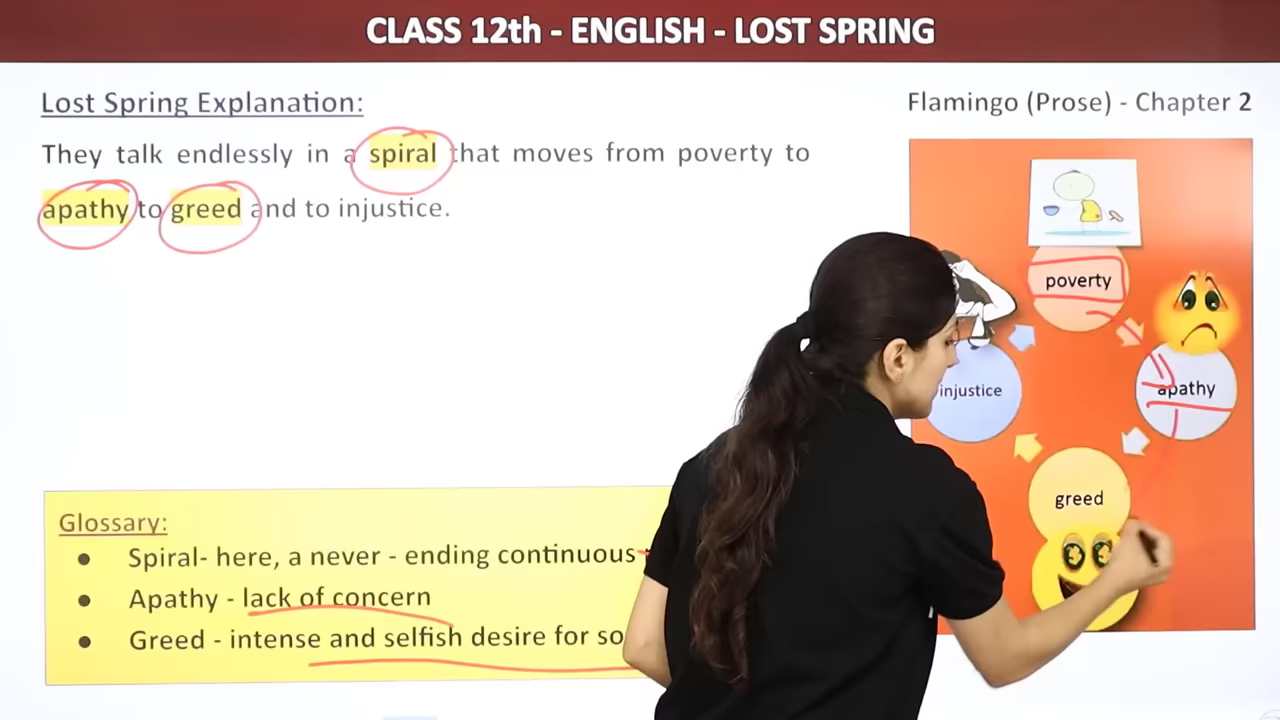 CLASS 12th - ENGLISH - LOST SPRING
Lost Spring Explanation:
Flamingo (Prose) - Chapter 2
They talk endlessly in a spiral that moves from poverty to
apathy to greed and to injustice.
poverty
injustice
apathy
greed
Glossary:
● Spiral- here, a never - ending continuous
● Apathy - lack of concern
● Greed - intense and selfish desire for